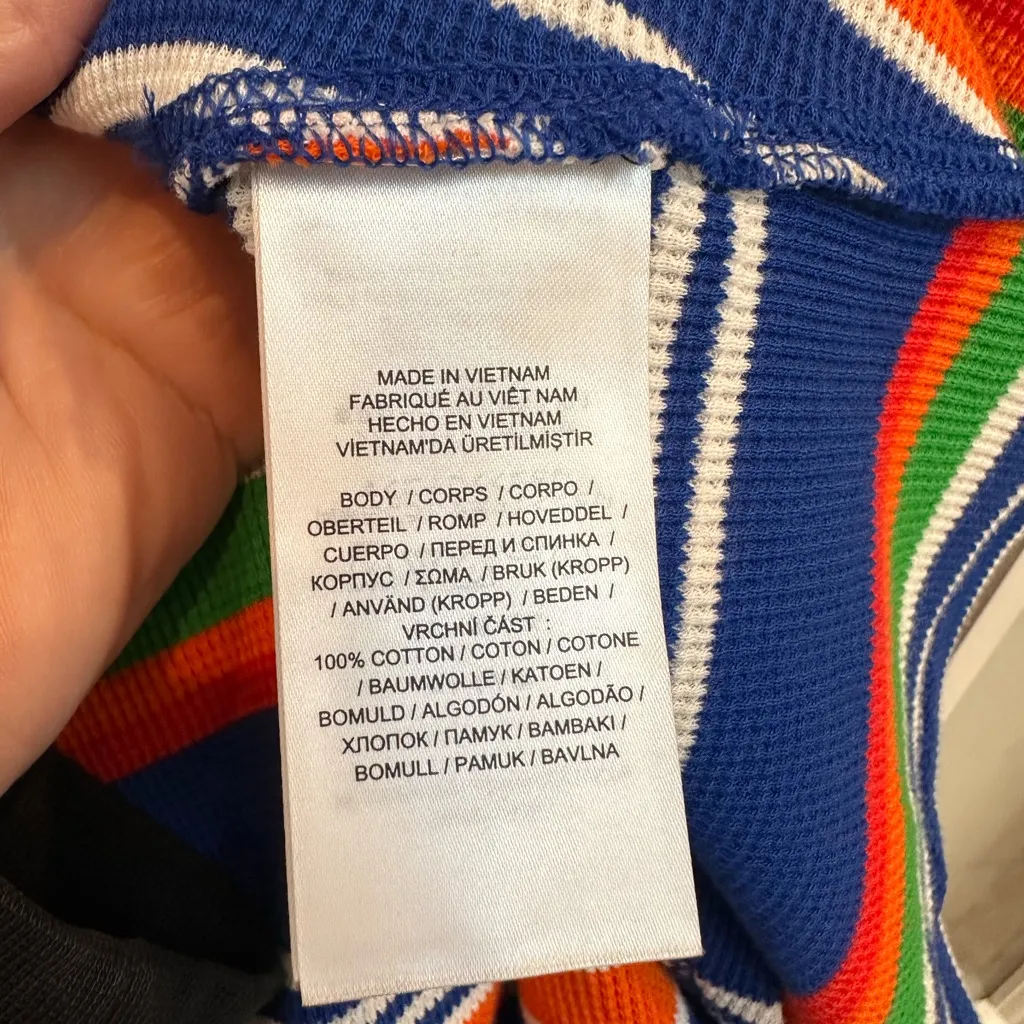 MADE IN VIETNAM
FABRIQUÉ AU VIÊT NAM
HECHO EN VIETNAM
VİETNAM'DA ÜRETİLMİŞTİR
BODY / CORPS / CORPO /
OBERTEIL / ROMP / HOVEDDEL /
CUERPO / ПЕРЕД И СПИНКА /
КОРПУС / ΣΩΜΑ / BRUK (KROPP)
/ ANVÄND (KROPP) / BEDEN /
VRCHNÍ ČÁST :
100% COTTON / COTON / COTONE
/ BAUMWOLLE / KATOEN /
BOMULD / ALGODÓN / ALGODÃO /
ХЛОПОК / ПАМУК / ΒΑΜΒΑΚΙ /
BOMULL / PAMUK / BAVLNA